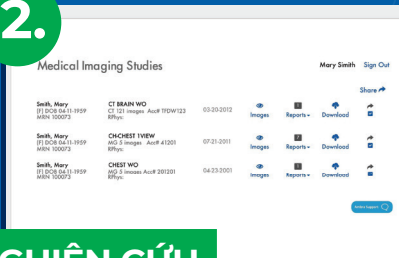 2.
Medical Imaging Studies
Mary Simith Sign Out
Share
Smith, Mary CT BRAIN WO
(F) DOB 04-11-1959 CT 121 images Acc# TFDW123 03-20-2012
MRN 100073 RPhys:
Images Reports Download
Smith, Mary CH-CHEST 1VIEW
(F) DOB 04-11-1959 MG 5 images Acc# 41201 07-21-2011
MRN 100073 RPhys:
Images Reports Download
Smith, Mary CHEST WO
(F) DOB 04-11-1959 MG 5 images Acc# 201201 04-23-2001
MRN 100073 RPhys:
Images Reports Download